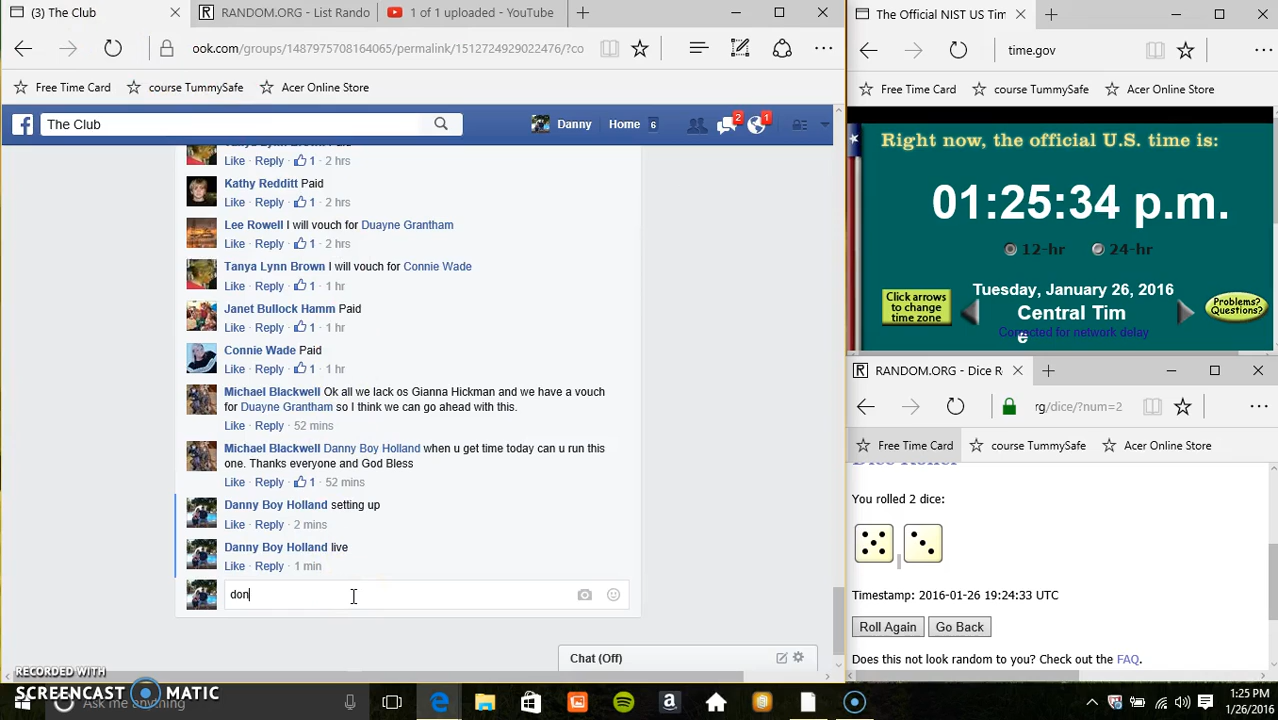 (3) The Club
RANDOM.ORG - List Rando
1 of 1 uploaded - YouTube
ook.com/groups/1487975708164065/permalink/1512724929022476/?co
Free Time Card
course TummySafe
Acer Online Store
The Club
Danny
Home 6
2
1
Like · Reply · 1 · 2 hrs
Kathy Redditt Paid
Like · Reply · 1 · 2 hrs
Lee Rowell I will vouch for Duayne Grantham
Like · Reply · 1 · 2 hrs
Tanya Lynn Brown I will vouch for Connie Wade
Like · Reply · 1 · 1 hr
Janet Bullock Hamm Paid
Like · Reply · 1 · 1 hr
Connie Wade Paid
Like · Reply · 1 · 1 hr
Michael Blackwell Ok all we lack os Gianna Hickman and we have a vouch
for Duayne Grantham so I think we can go ahead with this.
Like · Reply · 52 mins
Michael Blackwell Danny Boy Holland when u get time today can u run this
one. Thanks everyone and God Bless
Like · Reply · 1 · 52 mins
Danny Boy Holland setting up
Like · Reply · 2 mins
Danny Boy Holland live
Like · Reply · 1 min
don
Chat (Off)
RECORDED WITH
SCREENCAST MATIC
Ask me anything
The Official NIST US Tim
time.gov
Free Time Card
course TummySafe
Acer Online Store
Right now, the official U.S. time is:
01:25:34 p.m.
12-hr
24-hr
Click arrows
to change
time zone
Tuesday, January 26, 2016
Central Tim
e
Corrected for network delay
Problems?
Questions?
RANDOM.ORG - Dice R
rg/dice/?num=2
Free Time Card
course TummySafe
Acer Online Store
Dice Roller
You rolled 2 dice:
Timestamp: 2016-01-26 19:24:33 UTC
Roll Again
Go Back
Does this not look random to you? Check out the FAQ.
1:25 PM
1/26/2016